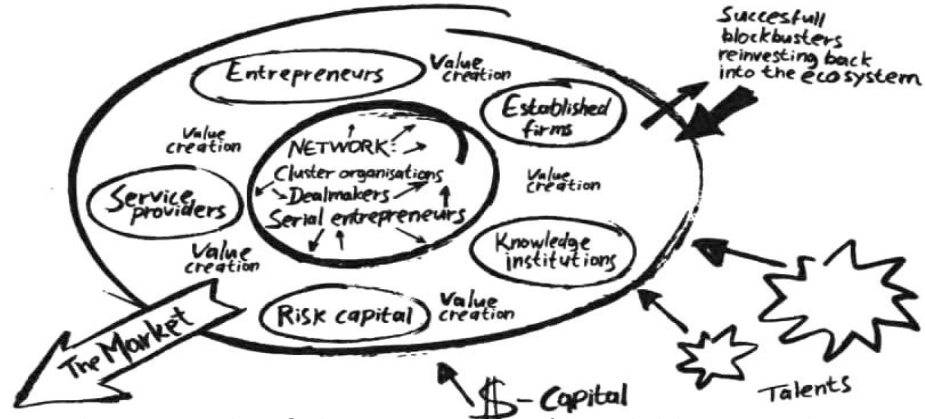 Succesfull
blockbusters
reinvesting back
into the ecosystem
Entrepreneurs
Value
creation
Established
firms
Value
creation
NETWORK:
Cluster organisations
Dealmakers
Serial entrepreneurs
Value
creation
Service
providers
Knowledge
institutions
Value
creation
Risk capital
Value
creation
The Market
$ - Capital
Talents